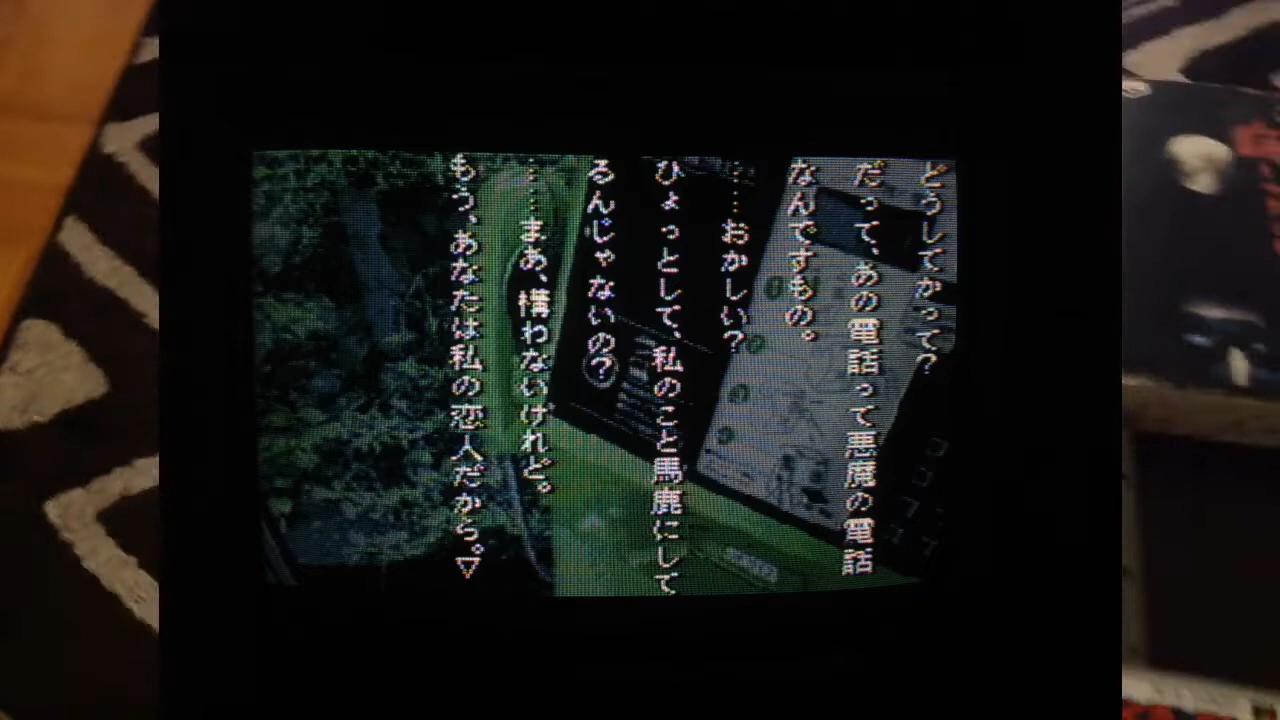 どうしてかって?
だって、あの電話って悪魔の電話
なんですもの。
……おかしい?
ひょっとして、私のこと馬鹿にして
るんじゃないの?
……まあ、構わないけれど。
もう、あなたは私の恋人だから。▽